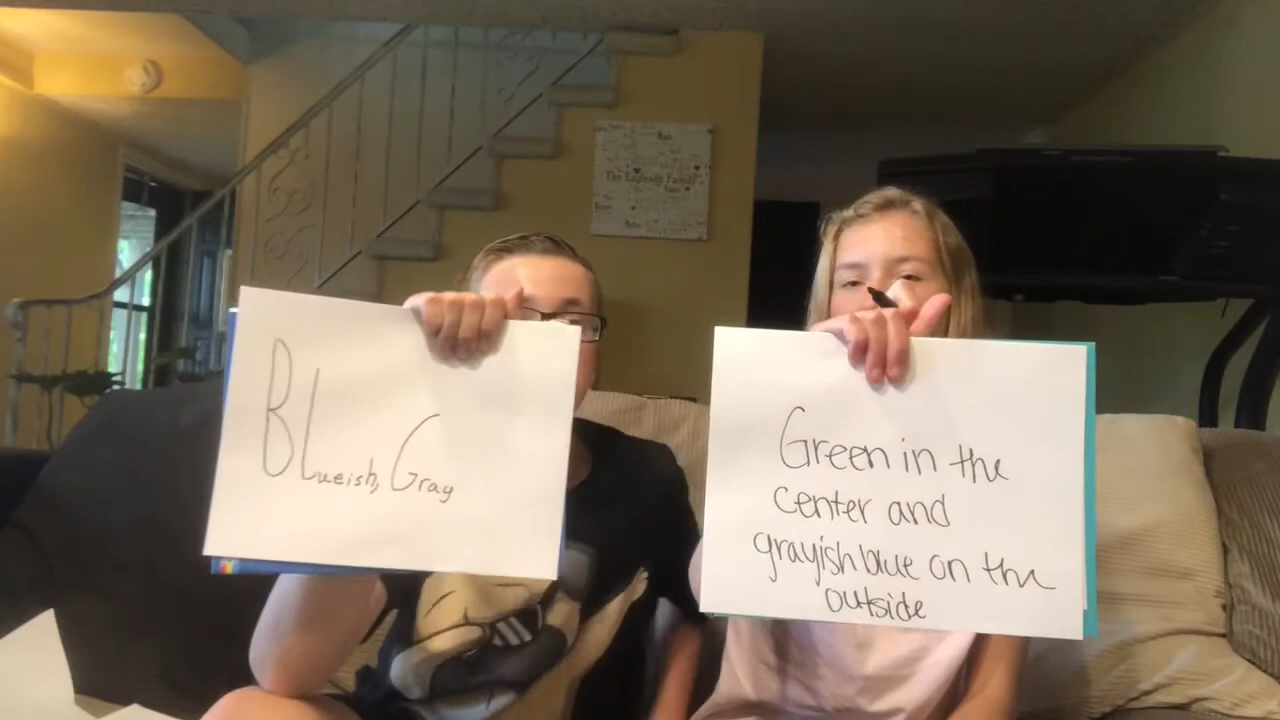 BLueish, Gray
Green in the
center and
grayish blue on the
outside